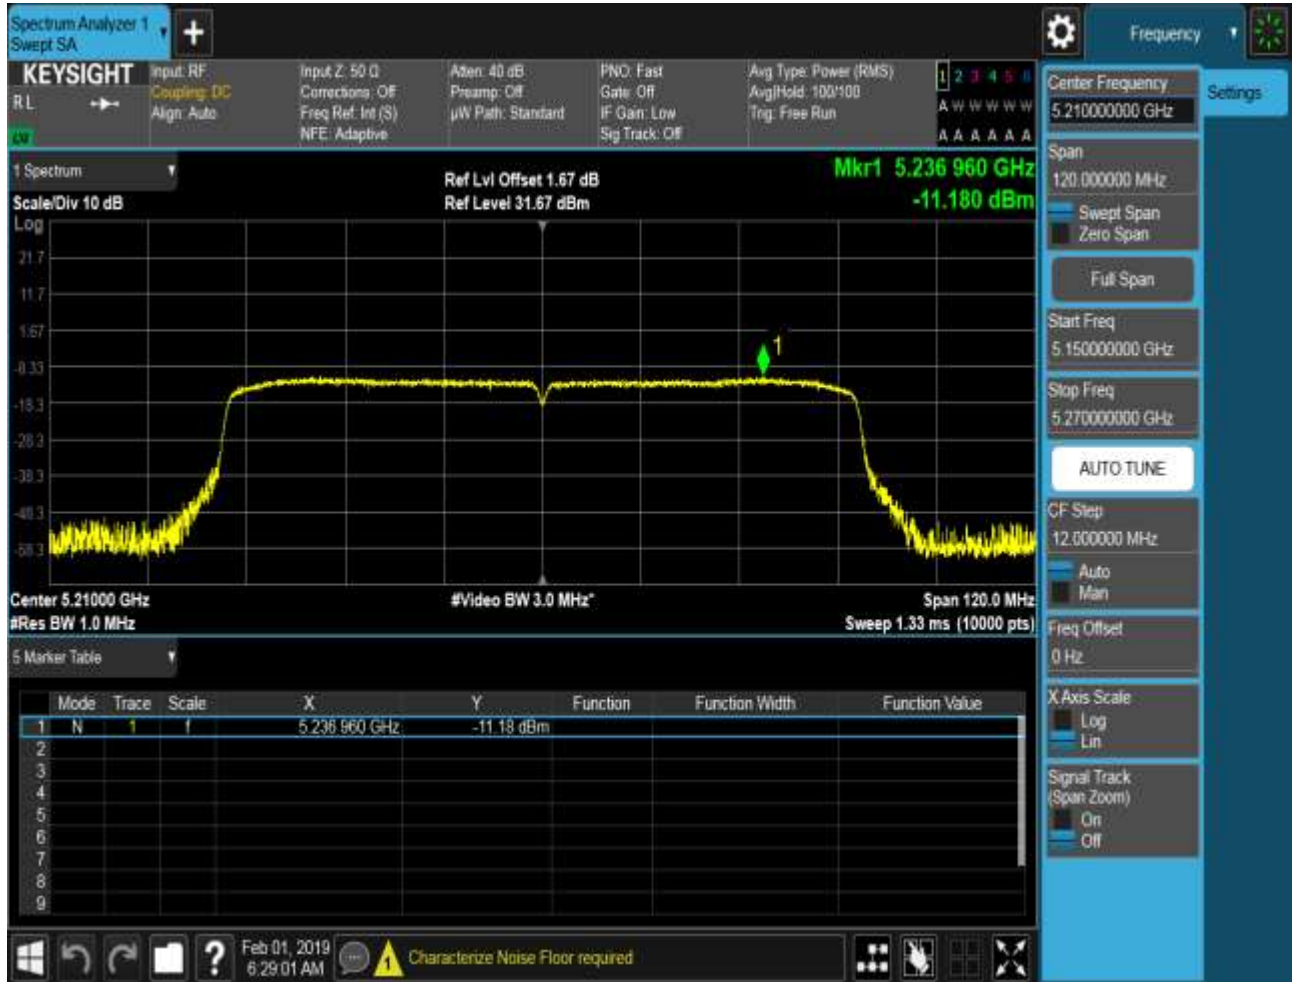 Spectrum Analyzer 1
Swept SA
+
Frequency
KEYSIGHT
RL
Input: RF
Coupling: DC
Align: Auto
Input Z: 50 Ω
Corrections: Off
Freq Ref: Int (S)
NFE: Adaptive
Atten: 40 dB
Preamp: Off
µW Path: Standard
PNO: Fast
Gate: Off
IF Gain: Low
Sig Track: Off
Avg Type: Power (RMS)
Avg|Hold: 100/100
Trig: Free Run
1 2 3 4 5 6
A W W W W W
A A A A A A
1 Spectrum
Scale/Div 10 dB
Ref Lvl Offset 1.67 dB
Ref Level 31.67 dBm
Mkr1 5.236 960 GHz
-11.180 dBm
Log
21.7
11.7
1.67
-8.33
-18.3
-28.3
-38.3
-48.3
-58.3
1
Center 5.21000 GHz
#Video BW 3.0 MHz*
Span 120.0 MHz
#Res BW 1.0 MHz
Sweep 1.33 ms (10000 pts)
5 Marker Table
Mode Trace Scale X Y Function Function Width Function Value
1 N 1 f 5.236 960 GHz -11.18 dBm
2
3
4
5
6
7
8
9
Center Frequency
5.210000000 GHz
Settings
Span
120.000000 MHz
Swept Span
Zero Span
Full Span
Start Freq
5.150000000 GHz
Stop Freq
5.270000000 GHz
AUTO TUNE
CF Step
12.000000 MHz
Auto
Man
Freq Offset
0 Hz
X Axis Scale
Log
Lin
Signal Track
(Span Zoom)
On
Off
?
Feb 01, 2019
6:29:01 AM
1
Characterize Noise Floor required